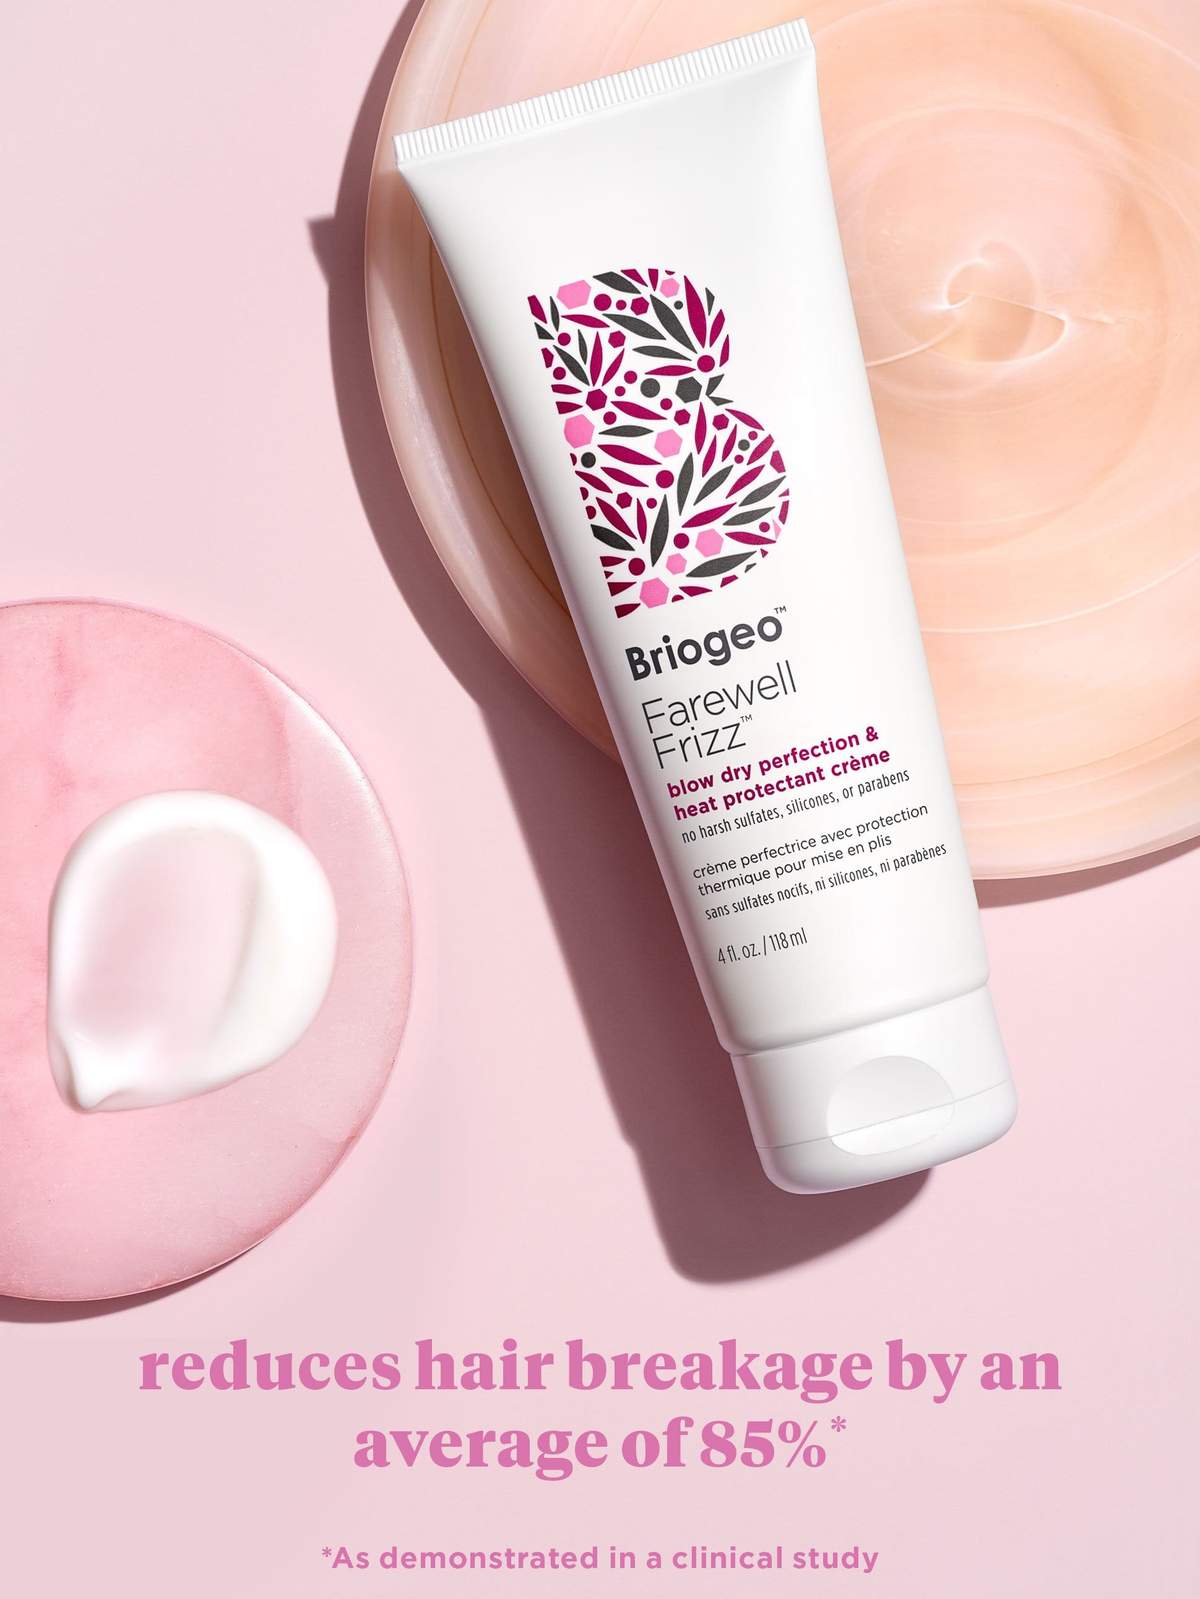 Briogeo™
Farewell
Frizz™
blow dry perfection &
heat protectant crème
no harsh sulfates, silicones, or parabens
crème perfectrice avec protection
thermique pour mise en plis
sans sulfates nocifs, ni silicones, ni parabènes
4 fl. oz. / 118 ml
reduces hair breakage by an
average of 85%*
*As demonstrated in a clinical study